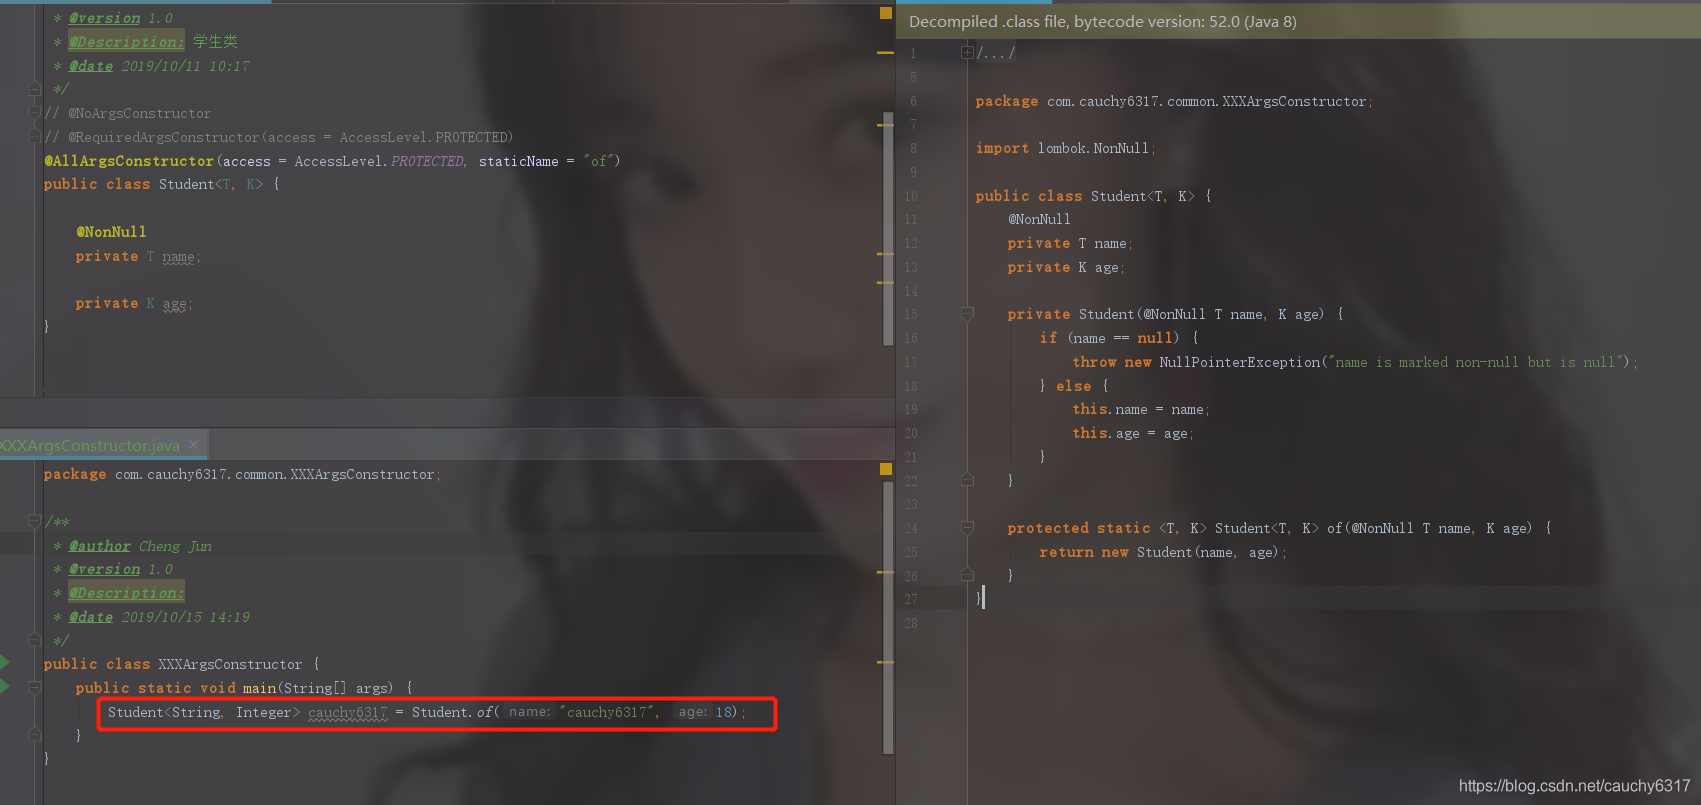 * @version 1.0
* @Description: 学生类
* @date 2019/10/11 10:17
*/
// @NoArgsConstructor
// @RequiredArgsConstructor(access = AccessLevel.PROTECTED)
@AllArgsConstructor(access = AccessLevel.PROTECTED, staticName = "of")
public class Student<T, K> {
@NonNull
private T name;
private K age;
}
XXXArgsConstructor.java ×
package com.cauchy6317.common.XXXArgsConstructor;
/**
* @author Cheng Jun
* @version 1.0
* @Description:
* @date 2019/10/15 14:19
*/
public class XXXArgsConstructor {
public static void main(String[] args) {
Student<String, Integer> cauchy6317 = Student.of( name: "cauchy6317", age: 18);
}
}
Decompiled .class file, bytecode version: 52.0 (Java 8)
1 /.../
5
6 package com.cauchy6317.common.XXXArgsConstructor;
7
8 import lombok.NonNull;
9
10 public class Student<T, K> {
11 @NonNull
12 private T name;
13 private K age;
14
15 private Student(@NonNull T name, K age) {
16 if (name == null) {
17 throw new NullPointerException("name is marked non-null but is null");
18 } else {
19 this.name = name;
20 this.age = age;
21 }
22 }
23
24 protected static <T, K> Student<T, K> of(@NonNull T name, K age) {
25 return new Student(name, age);
26 }
27 }
28
https://blog.csdn.net/cauchy6317